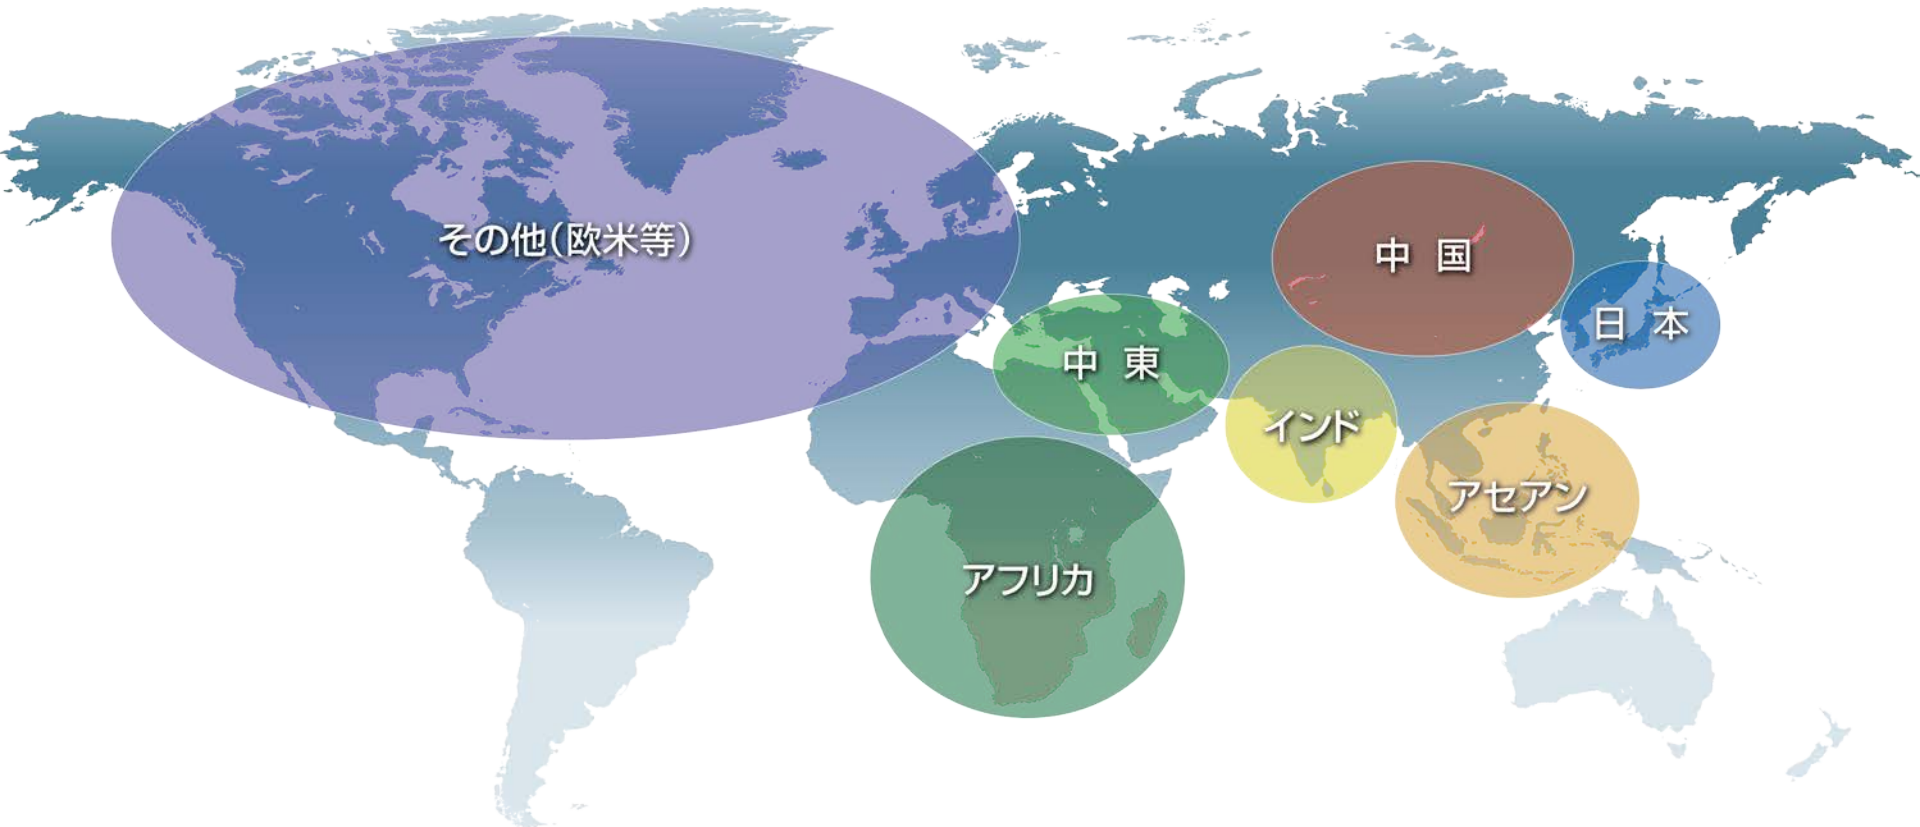 その他(欧米等)
中 国
日 本
中 東
インド
アセアン
アフリカ